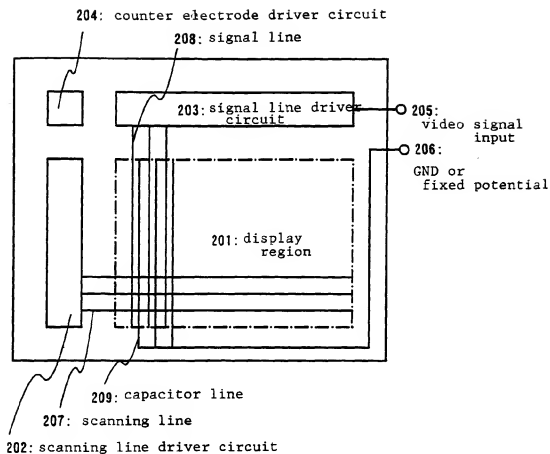 204: counter electrode driver circuit
208: signal line
203: signal line driver
circuit
205:
video signal
input
206:
GND or
fixed potential
201: display
region
209: capacitor line
207: scanning line
202: scanning line driver circuit